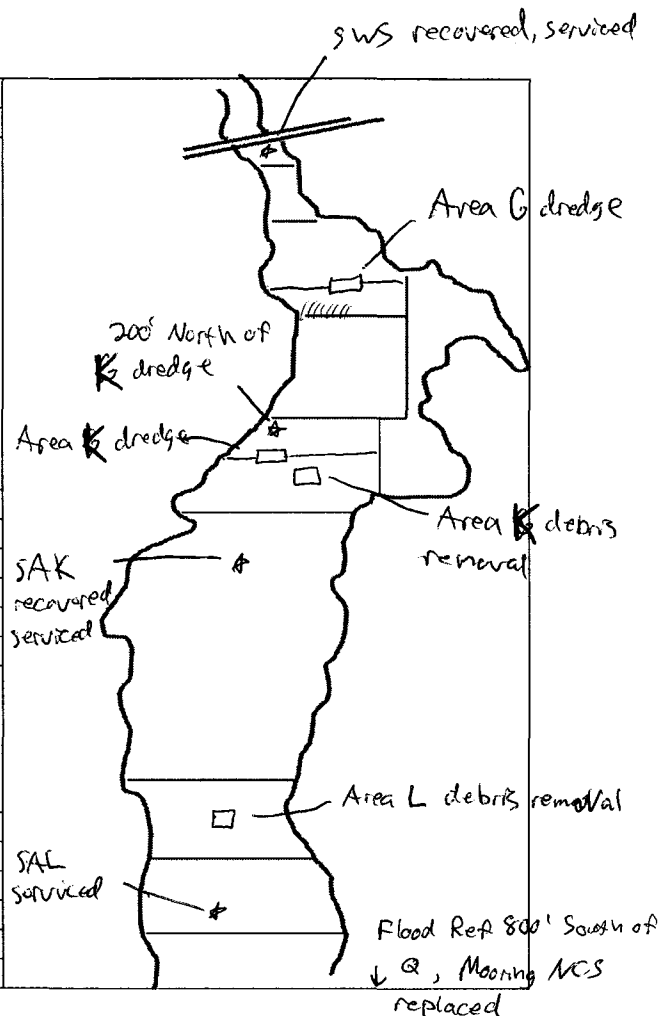 SWS recovered, serviced
Area G dredge
200' North of
K dredge
Area K dredge
Area K debris
removal
SAK
recovered
serviced
Area L debris removal
SAL
serviced
Flood Ref 800' South of
↓ Q, Mooring NCS
replaced